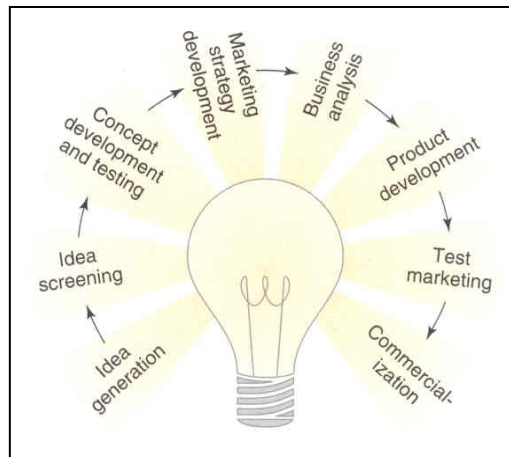 Idea
generation
Idea
screening
Concept
development
and testing
Marketing
strategy
development
Business
analysis
Product
development
Test
marketing
Commercial-
ization